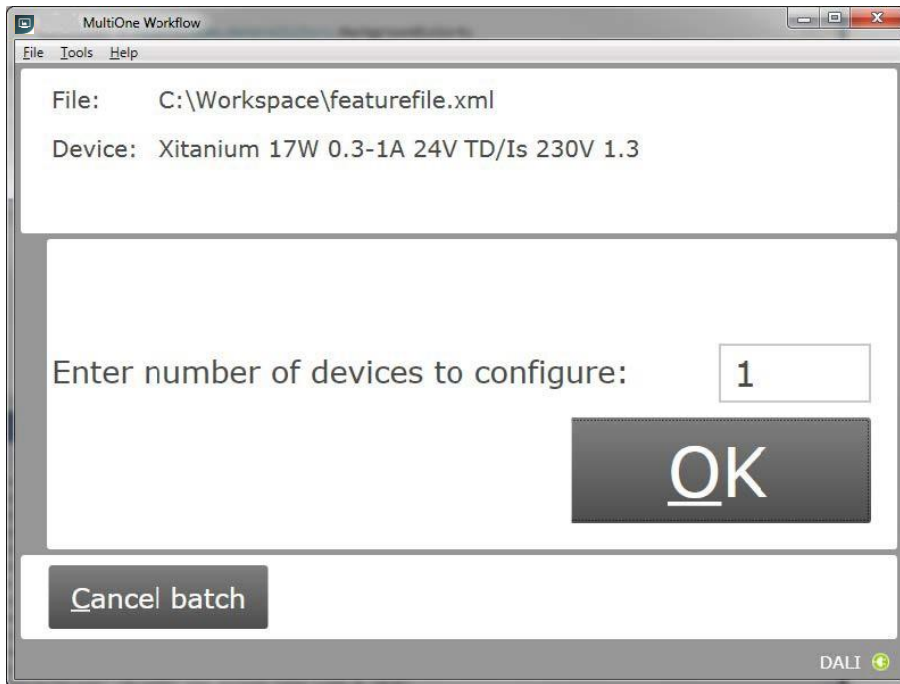 MultiOne Workflow
File Tools Help
File: C:\Workspace\featurefile.xml
Device: Xitanium 17W 0.3-1A 24V TD/Is 230V 1.3
Enter number of devices to configure: 1
OK
Cancel batch
DALI